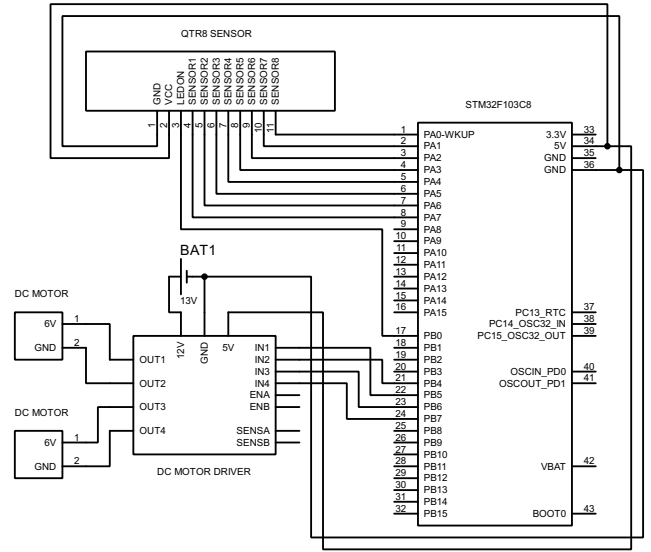 QTR8 SENSOR
GND
VCC
LEDON
SENSOR1
SENSOR2
SENSOR3
SENSOR4
SENSOR5
SENSOR6
SENSOR7
SENSOR8
1
2
3
4
5
6
7
8
9
10
11
STM32F103C8
1 PA0-WKUP
2 PA1
3 PA2
4 PA3
5 PA4
6 PA5
7 PA6
8 PA7
9 PA8
10 PA9
11 PA10
12 PA11
13 PA12
14 PA13
15 PA14
16 PA15
17 PB0
18 PB1
19 PB2
20 PB3
21 PB4
22 PB5
23 PB6
24 PB7
25 PB8
26 PB9
27 PB10
28 PB11
29 PB12
30 PB13
31 PB14
32 PB15
3.3V 33
5V 34
GND 35
GND 36
PC13_RTC 37
PC14_OSC32_IN 38
PC15_OSC32_OUT 39
OSCIN_PD0 40
OSCOUT_PD1 41
VBAT 42
BOOT0 43
BAT1
13V
DC MOTOR
6V 1
GND 2
DC MOTOR
6V 1
GND 2
12V
GND
5V
OUT1
OUT2
OUT3
OUT4
IN1
IN2
IN3
IN4
ENA
ENB
SENSA
SENSB
DC MOTOR DRIVER